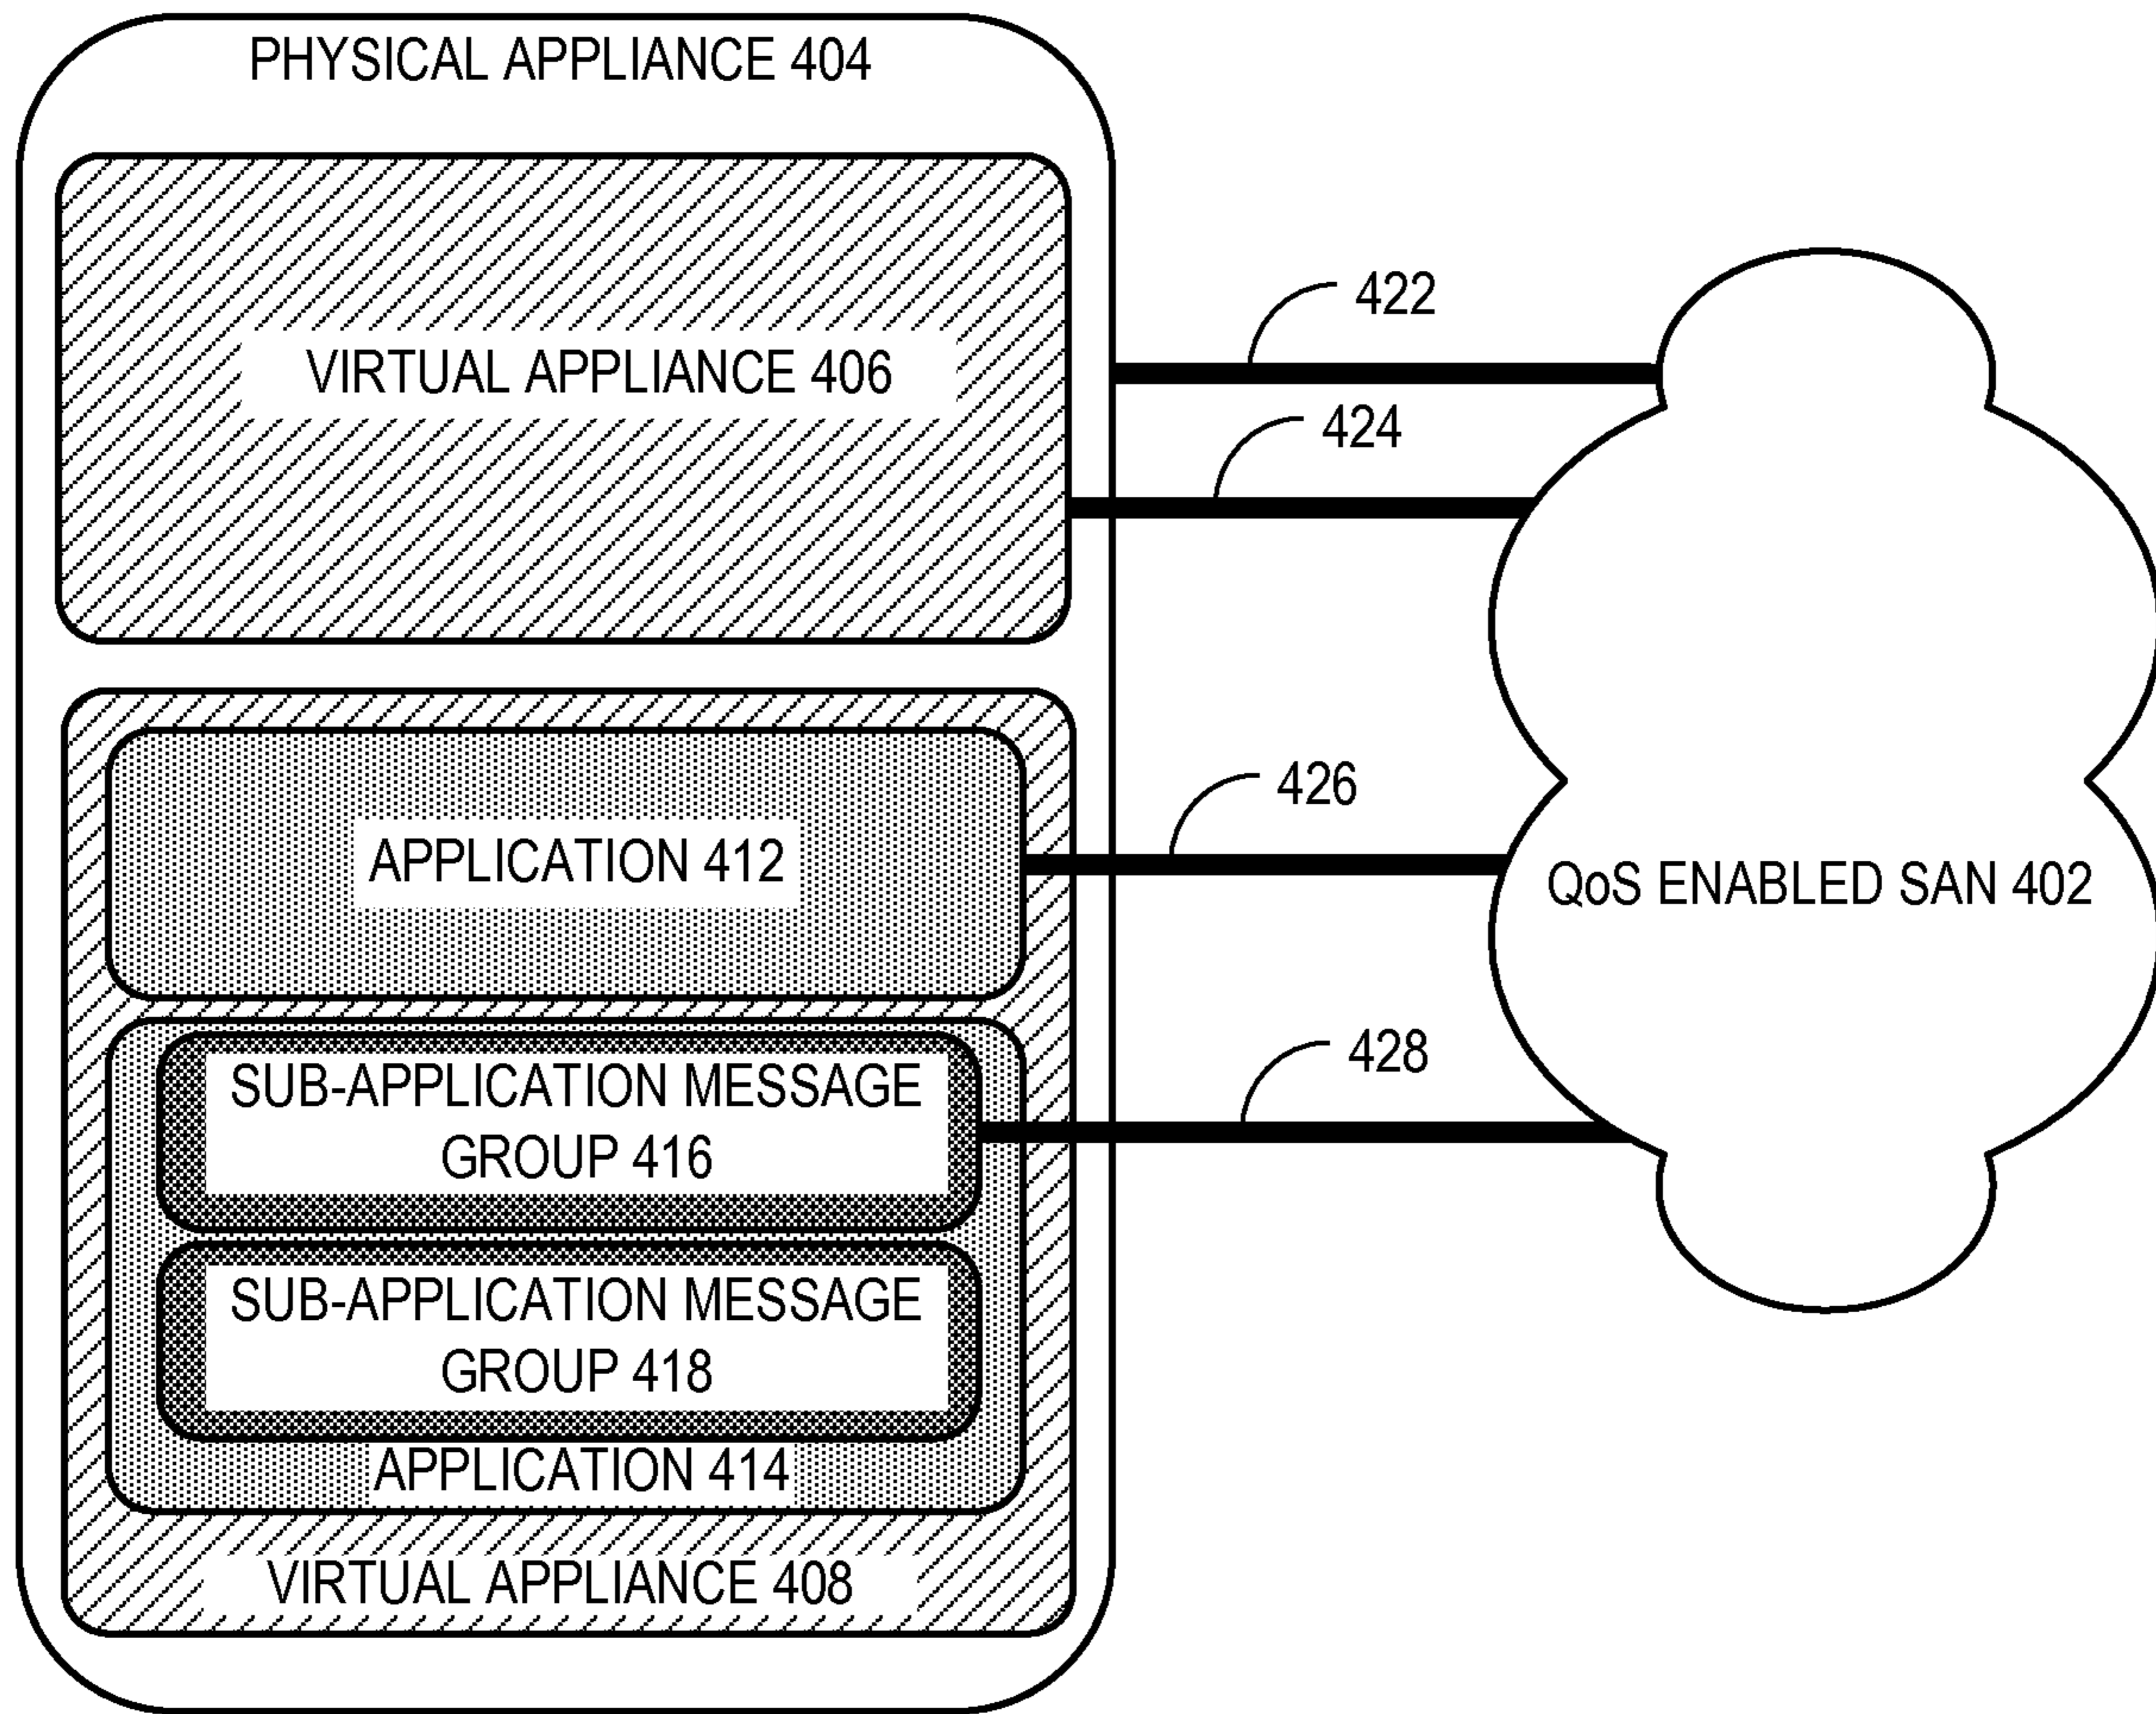 PHYSICAL APPLIANCE 404
VIRTUAL APPLIANCE 406
422
424
426
APPLICATION 412
QoS ENABLED SAN 402
428
SUB-APPLICATION MESSAGE
GROUP 416
SUB-APPLICATION MESSAGE
GROUP 418
APPLICATION 414
VIRTUAL APPLIANCE 408